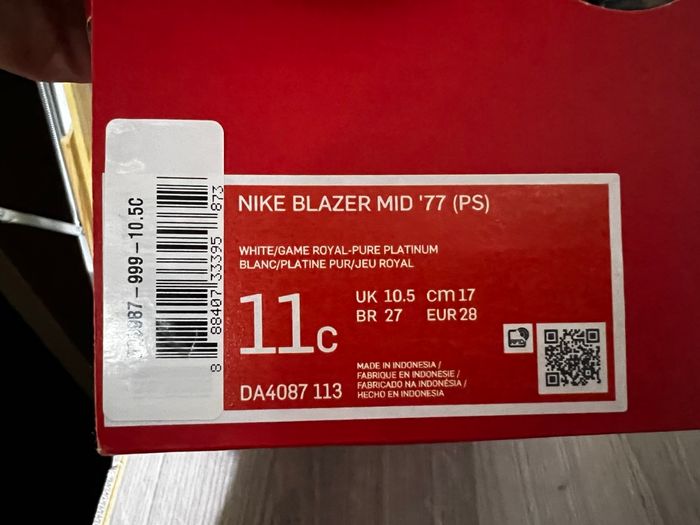 NIKE BLAZER MID '77 (PS)
WHITE/GAME ROYAL-PURE PLATINUM
BLANC/PLATINE PUR/JEU ROYAL
11C
UK 10.5 cm 17
BR 27 EUR 28
DA4087 113
MADE IN INDONESIA/
FABRIQUE EN INDONESIE/
FABRICADO NA INDONÉSIA/
HECHO EN INDONESIA
RFID
-999-10.5C
8 88407 33395 873